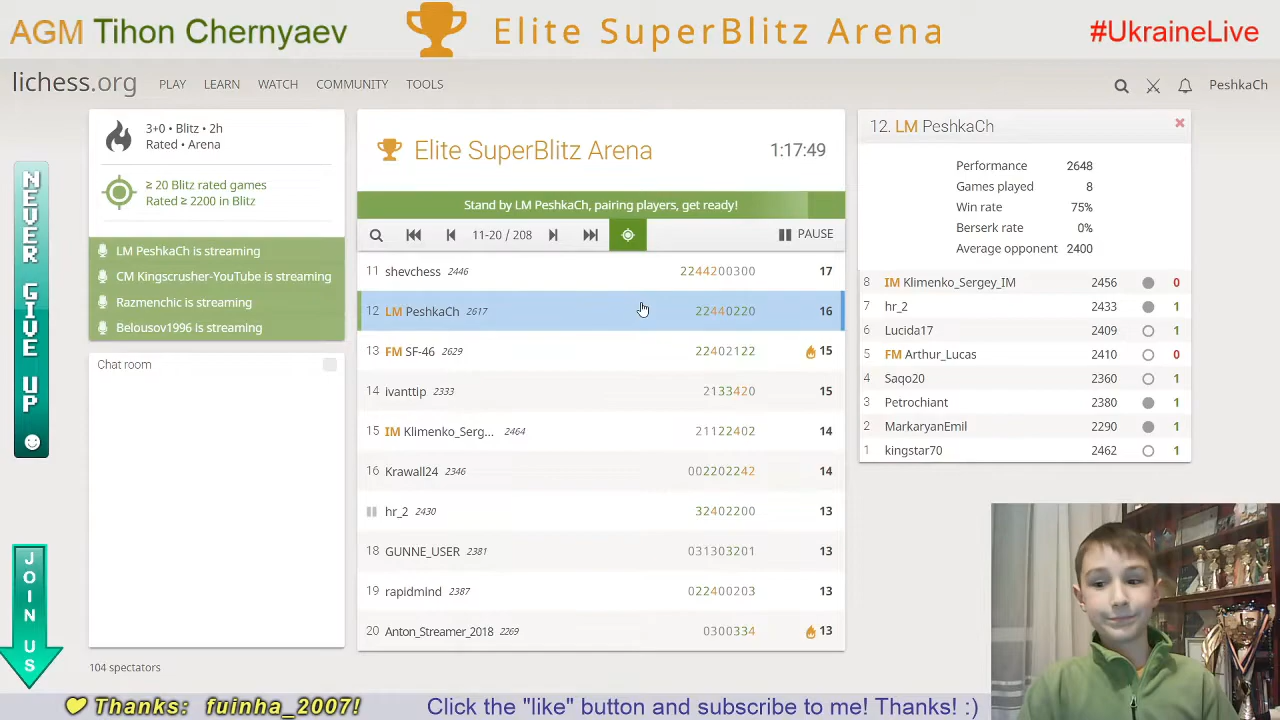 AGM Tihon Chernyaev
Elite SuperBlitz Arena
#UkraineLive
lichess.org PLAY LEARN WATCH COMMUNITY TOOLS PeshkaCh
3+0 • Blitz • 2h
Rated • Arena
≥ 20 Blitz rated games
Rated ≥ 2200 in Blitz
LM PeshkaCh is streaming
CM Kingscrusher-YouTube is streaming
Razmenchic is streaming
Belousov1996 is streaming
Chat room
104 spectators
NEVER GIVE UP
JOIN US
Elite SuperBlitz Arena 1:17:49
Stand by LM PeshkaCh, pairing players, get ready!
11-20 / 208 PAUSE
11 shevchess 2446 2244200300 17
12 LM PeshkaCh 2617 22440220 16
13 FM SF-46 2629 22402122 15
14 ivanttip 2333 2133420 15
15 IM Klimenko_Serg... 2464 21122402 14
16 Krawall24 2346 002202242 14
hr_2 2430 32402200 13
18 GUNNE_USER 2381 031303201 13
19 rapidmind 2387 022400203 13
20 Anton_Streamer_2018 2269 0300334 13
12. LM PeshkaCh
Performance 2648
Games played 8
Win rate 75%
Berserk rate 0%
Average opponent 2400
8 IM Klimenko_Sergey_IM 2456 0
7 hr_2 2433 1
6 Lucida17 2409 1
5 FM Arthur_Lucas 2410 0
4 Saqo20 2360 1
3 Petrochiant 2380 1
2 MarkaryanEmil 2290 1
1 kingstar70 2462 1
Thanks: fuinha_2007! Click the "like" button and subscribe to me! Thanks! :)